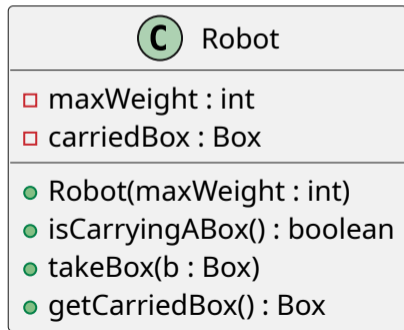 C Robot
maxWeight : int
carriedBox : Box
Robot(maxWeight : int)
isCarryingABox() : boolean
takeBox(b : Box)
getCarriedBox() : Box